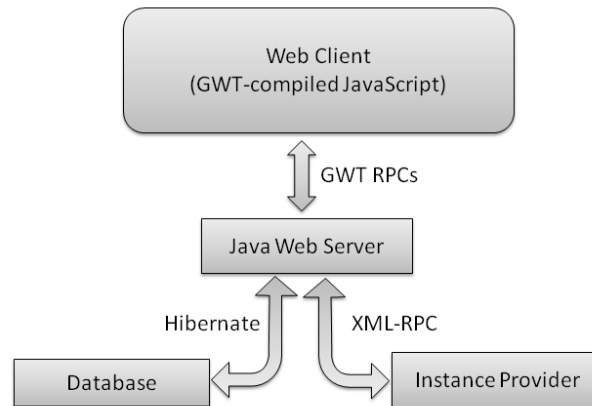 Web Client
(GWT-compiled JavaScript)
GWT RPCs
Java Web Server
Hibernate
XML-RPC
Database
Instance Provider